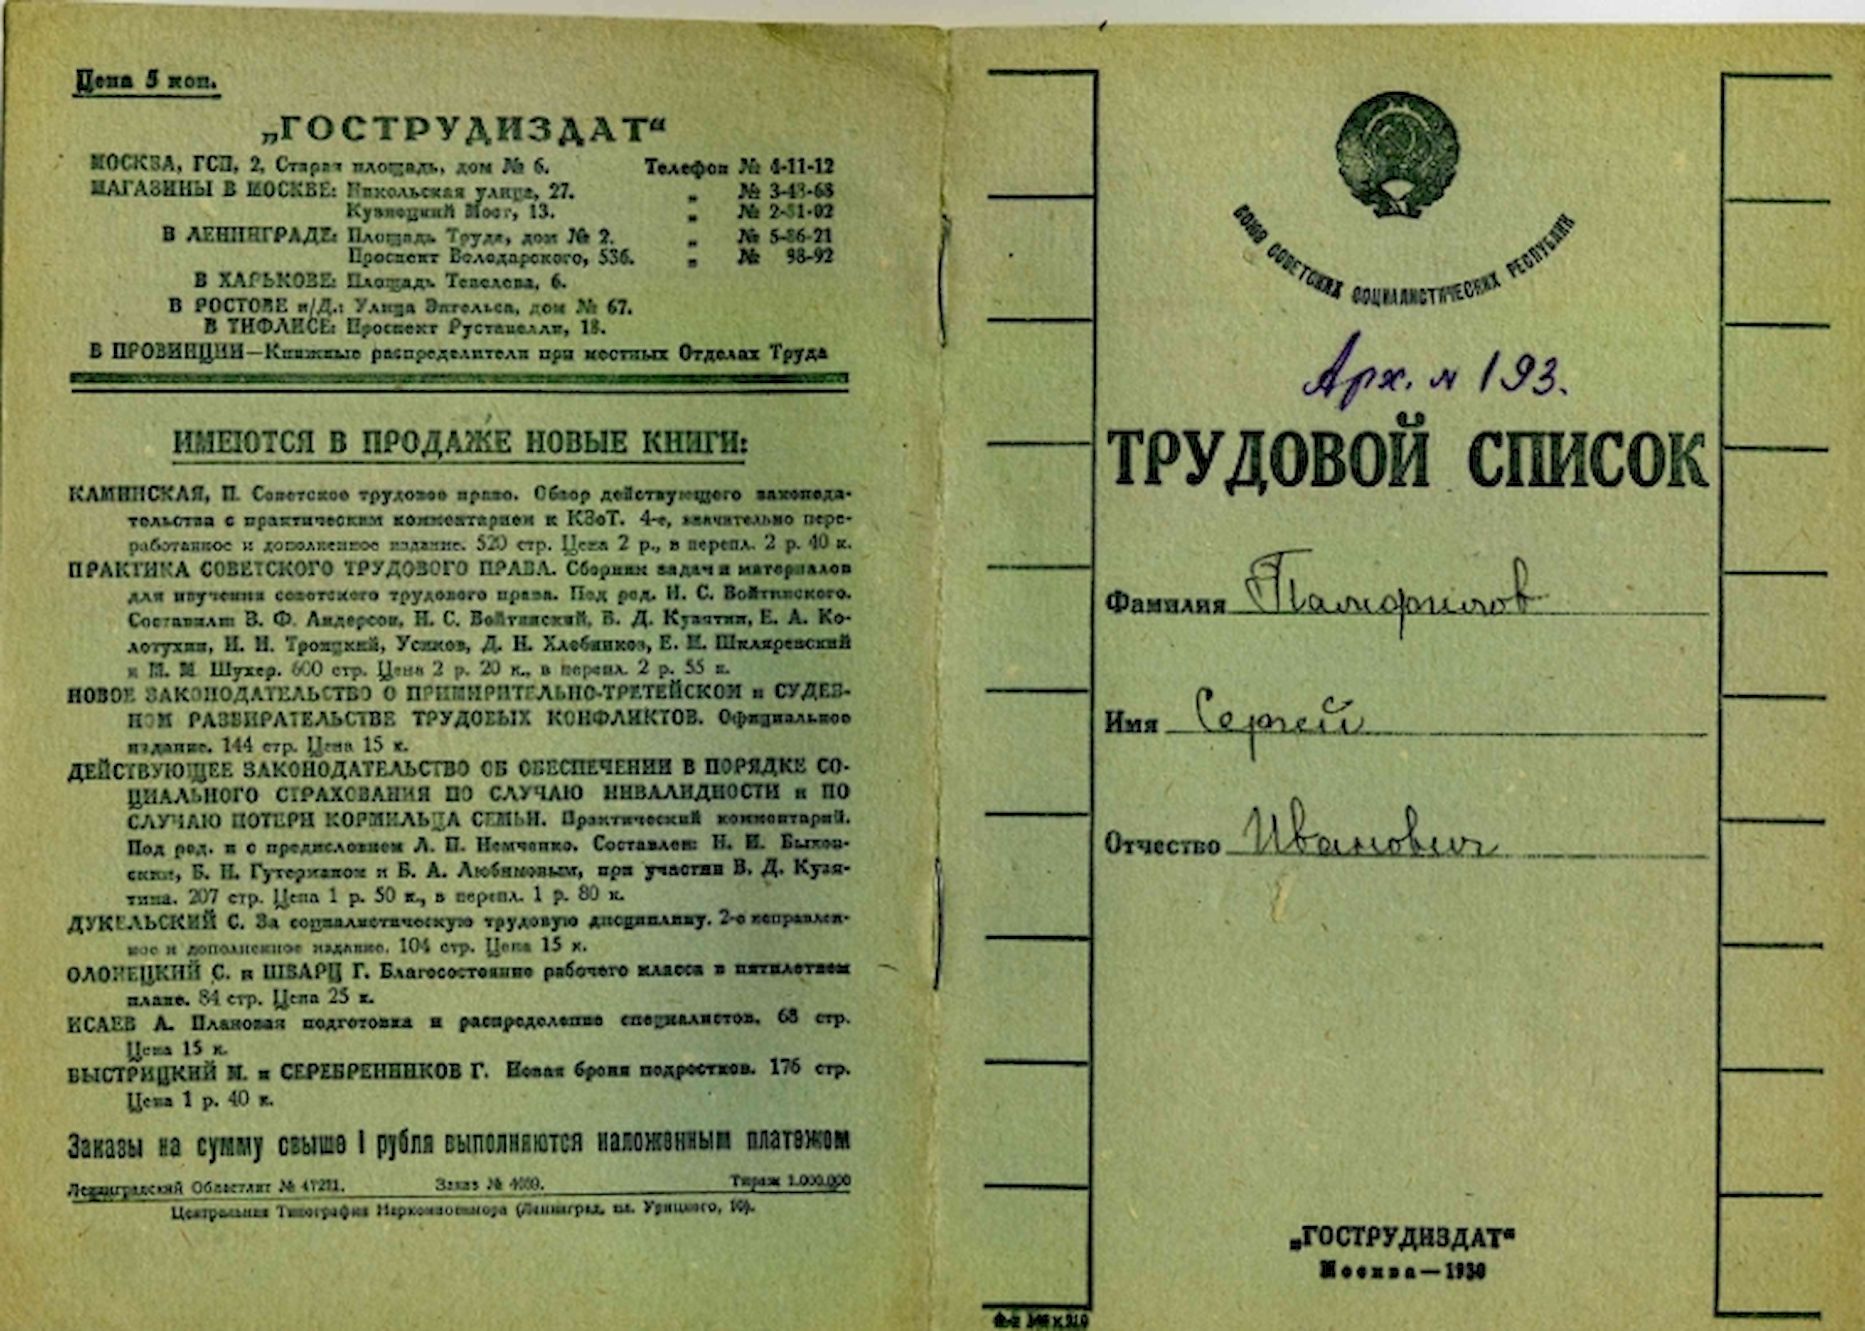 Цена 5 коп.
„ГОСТРУДИЗДАТ“
МОСКВА, ГСП, 2, Старая площадь, дом № 6. Телефон № 4-11-12
МАГАЗИНЫ В МОСКВЕ: Никольская улица, 27. „ № 3-43-68
Кузнецкий Мост, 13. „ № 2-31-02
В ЛЕНИНГРАДЕ: Площадь Труда, дом № 2. „ № 5-86-21
Проспект Володарского, 53б. „ № 98-92
В ХАРЬКОВЕ: Площадь Тевелева, 6.
В РОСТОВЕ н/Д.: Улица Энгельса, дом № 67.
В ТИФЛИСЕ: Проспект Руставелли, 18.
В ПРОВИНЦИИ—Книжные распределители при местных Отделах Труда
ИМЕЮТСЯ В ПРОДАЖЕ НОВЫЕ КНИГИ:
КАМИНСКАЯ, П. Советское трудовое право. Обзор действующего законода-
тельства с практическим комментарием к КЗоТ. 4-е, значительно пере-
работанное и дополненное издание. 520 стр. Цена 2 р., в перепл. 2 р. 40 к.
ПРАКТИКА СОВЕТСКОГО ТРУДОВОГО ПРАВА. Сборник задач и материалов
для изучения советского трудового права. Под ред. И. С. Войтинского.
Составили: З. Ф. Андерсон, И. С. Войтинский, В. Д. Кузятин, Е. А. Ко-
лотухин, И. И. Троицкий, Усиков, Д. Н. Хлебников, Е. И. Шкляревский
и М. М. Шухер. 600 стр. Цена 2 р. 20 к., в перепл. 2 р. 55 к.
НОВОЕ ЗАКОНОДАТЕЛЬСТВО О ПРИМИРИТЕЛЬНО-ТРЕТЕЙСКОМ и СУДЕБ-
НОМ РАЗБИРАТЕЛЬСТВЕ ТРУДОВЫХ КОНФЛИКТОВ. Официальное
издание. 144 стр. Цена 15 к.
ДЕЙСТВУЮЩЕЕ ЗАКОНОДАТЕЛЬСТВО ОБ ОБЕСПЕЧЕНИИ В ПОРЯДКЕ СО-
ЦИАЛЬНОГО СТРАХОВАНИЯ ПО СЛУЧАЮ ИНВАЛИДНОСТИ и ПО
СЛУЧАЮ ПОТЕРИ КОРМИЛЬЦА СЕМЬИ. Практический комментарий.
Под ред. и с предисловием Л. П. Немченко. Составлен: Н. И. Быхов-
ским, Б. Н. Гутерманом и Б. А. Любимовым, при участии В. Д. Кузя-
тина. 207 стр. Цена 1 р. 50 к., в перепл. 1 р. 80 к.
ДУКЕЛЬСКИЙ С. За социалистическую трудовую дисциплину. 2-е исправлен-
ное и дополненное издание. 104 стр. Цена 15 к.
ОЛОНЕЦКИЙ С. и ШВАРЦ Г. Благосостояние рабочего класса в пятилетнем
плане. 84 стр. Цена 25 к.
ИСАЕВ А. Плановая подготовка и распределение специалистов. 68 стр.
Цена 15 к.
БЫСТРИЦКИЙ М. и СЕРЕБРЕННИКОВ Г. Новая броня подростков. 176 стр.
Цена 1 р. 40 к.
Заказы на сумму свыше 1 рубля выполняются наложенным платежом
Ленинградский Областлит № Заказ № Тираж 1.000.000
Центральная Типография Наркомвоенмора (Ленинград, пл. Урицкого, 10).
СОЮЗ СОВЕТСКИХ СОЦИАЛИСТИЧЕСКИХ РЕСПУБЛИК
Арх. № 193.
ТРУДОВОЙ СПИСОК
Фамилия Памфилов
Имя Сергей
Отчество Иванович
„ГОСТРУДИЗДАТ“
Москва—1930